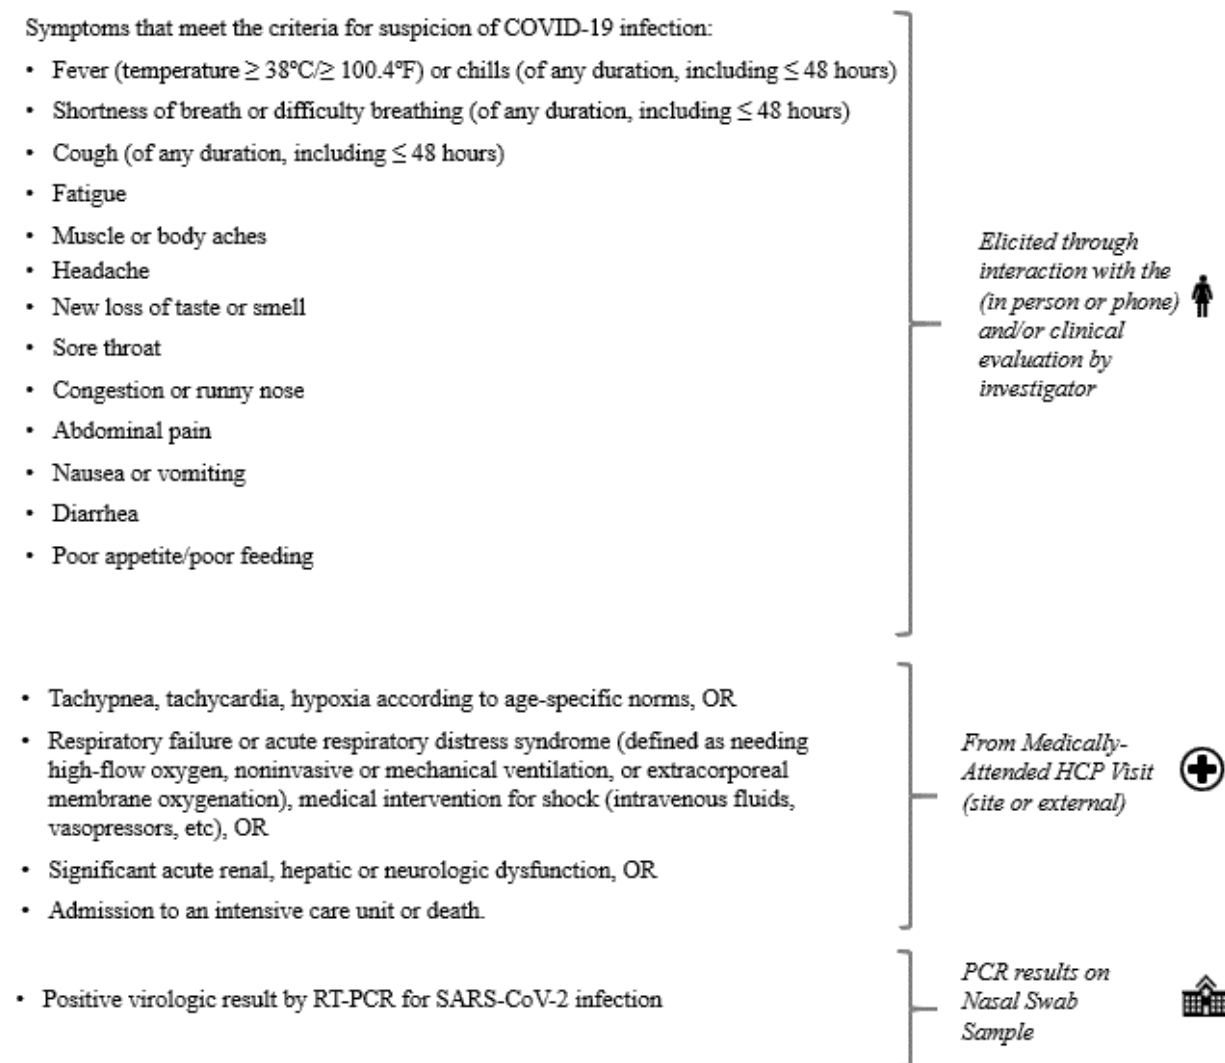 Symptoms that meet the criteria for suspicion of COVID-19 infection:
• Fever (temperature ≥ 38°C/≥ 100.4°F) or chills (of any duration, including ≤ 48 hours)
• Shortness of breath or difficulty breathing (of any duration, including ≤ 48 hours)
• Cough (of any duration, including ≤ 48 hours)
• Fatigue
• Muscle or body aches
• Headache
• New loss of taste or smell
• Sore throat
• Congestion or runny nose
• Abdominal pain
• Nausea or vomiting
• Diarrhea
• Poor appetite/poor feeding
Elicited through
interaction with the
(in person or phone)
and/or clinical
evaluation by
investigator
• Tachypnea, tachycardia, hypoxia according to age-specific norms, OR
• Respiratory failure or acute respiratory distress syndrome (defined as needing
high-flow oxygen, noninvasive or mechanical ventilation, or extracorporeal
membrane oxygenation), medical intervention for shock (intravenous fluids,
vasopressors, etc), OR
• Significant acute renal, hepatic or neurologic dysfunction, OR
• Admission to an intensive care unit or death.
From Medically-
Attended HCP Visit
(site or external)
• Positive virologic result by RT-PCR for SARS-CoV-2 infection
PCR results on
Nasal Swab
Sample